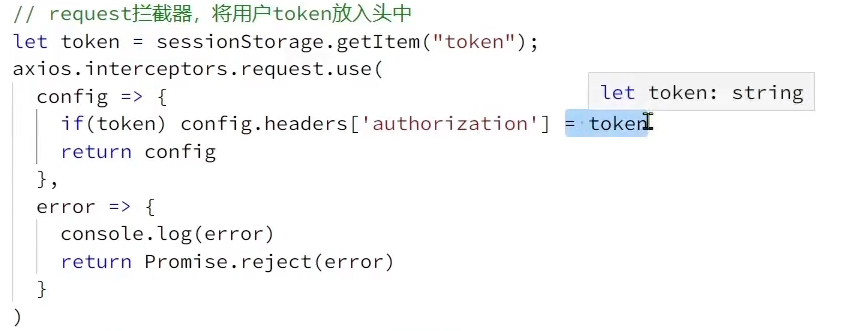 // request拦截器，将用户token放入头中
let token = sessionStorage.getItem("token");
axios.interceptors.request.use(
  config => {
let token: string
    if(token) config.headers['authorization'] = token
    return config
  },
  error => {
    console.log(error)
    return Promise.reject(error)
  }
)